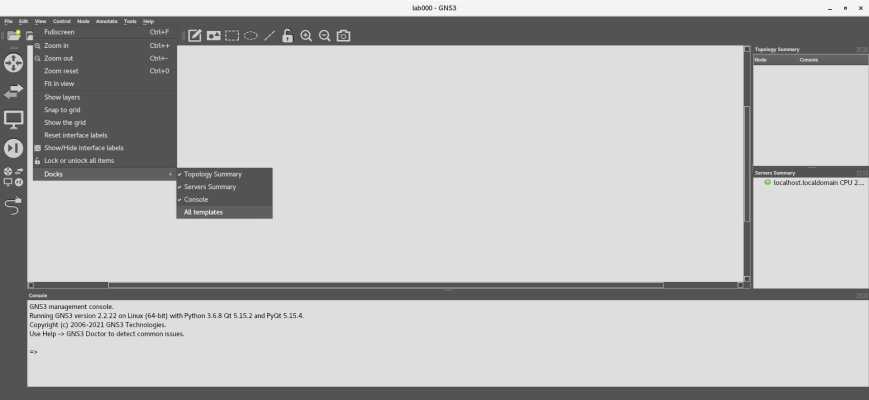 lab000 - GNS3
File Edit View Control Node Annotate Tools Help
Fullscreen Ctrl+F
Zoom in Ctrl++
Zoom out Ctrl+-
Zoom reset Ctrl+0
Fit in view
Show layers
Snap to grid
Show the grid
Reset interface labels
Show/Hide interface labels
Lock or unlock all items
Docks
Topology Summary
Servers Summary
Console
All templates
Topology Summary
Node Console
Servers Summary
localhost.localdomain CPU 2...
Console
GNS3 management console.
Running GNS3 version 2.2.22 on Linux (64-bit) with Python 3.6.8 Qt 5.15.2 and PyQt 5.15.4.
Copyright (c) 2006-2021 GNS3 Technologies.
Use Help -> GNS3 Doctor to detect common issues.
=>